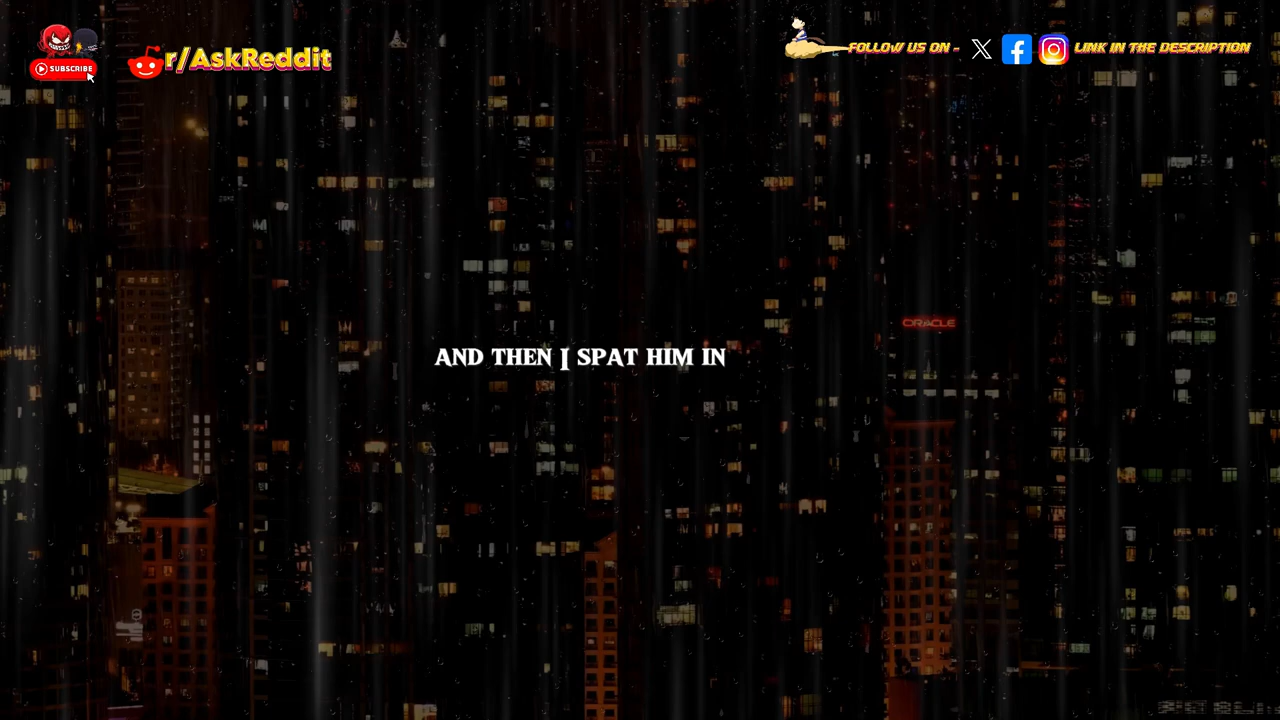 SUBSCRIBE
r/AskReddit
FOLLOW US ON -
LINK IN THE DESCRIPTION
ORACLE
AND THEN I SPAT HIM IN